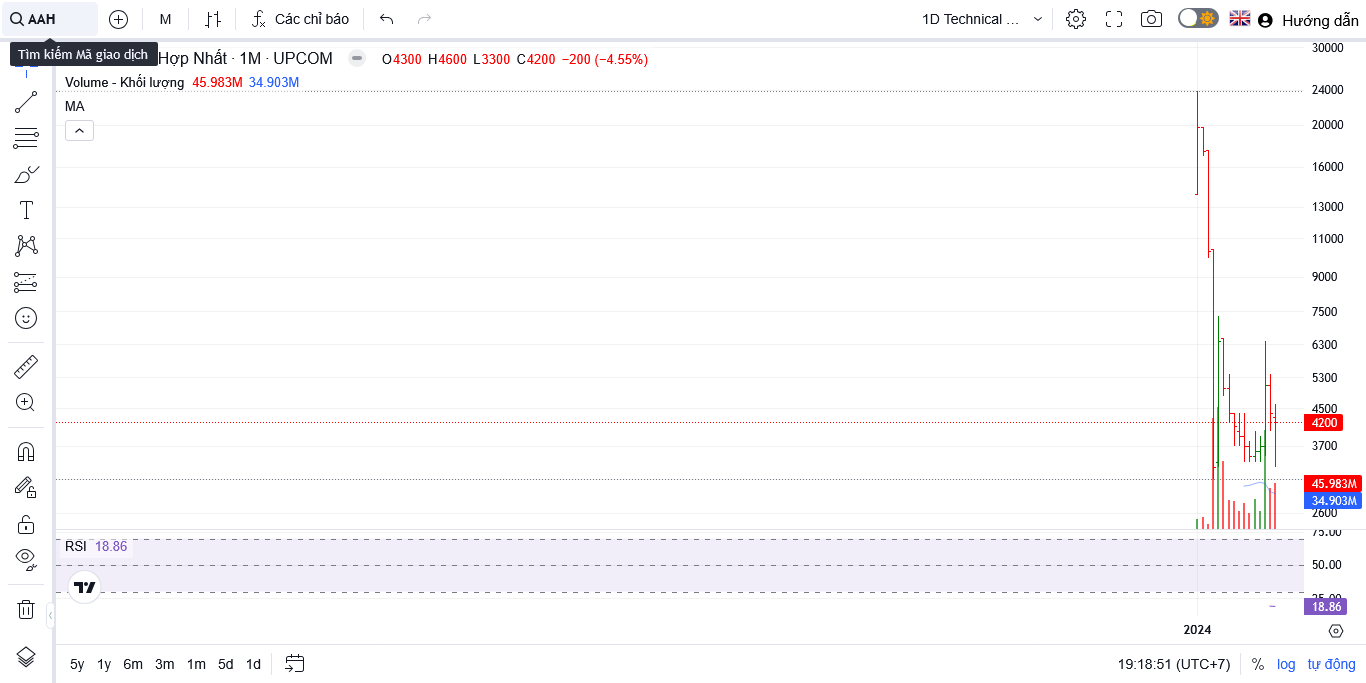 AAH
M
Các chỉ báo
1D Technical ...
Hướng dẫn
Tìm kiếm Mã giao dịch
Hợp Nhất · 1M · UPCOM
O4300 H4600 L3300 C4200 −200 (−4.55%)
Volume - Khối lượng 45.983M 34.903M
MA
30000
24000
20000
16000
13000
11000
9000
7500
6300
5300
4500
4200
3700
45.983M
34.903M
2600
75.00
RSI 18.86
50.00
25.00
18.86
2024
5y 1y 6m 3m 1m 5d 1d
19:18:51 (UTC+7)
% log tự động